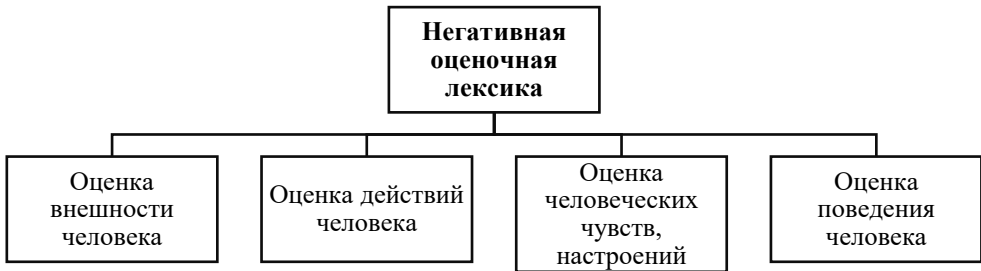 Негативная
оценочная
лексика
Оценка
внешности
человека
Оценка действий
человека
Оценка
человеческих
чувств,
настроений
Оценка
поведения
человека